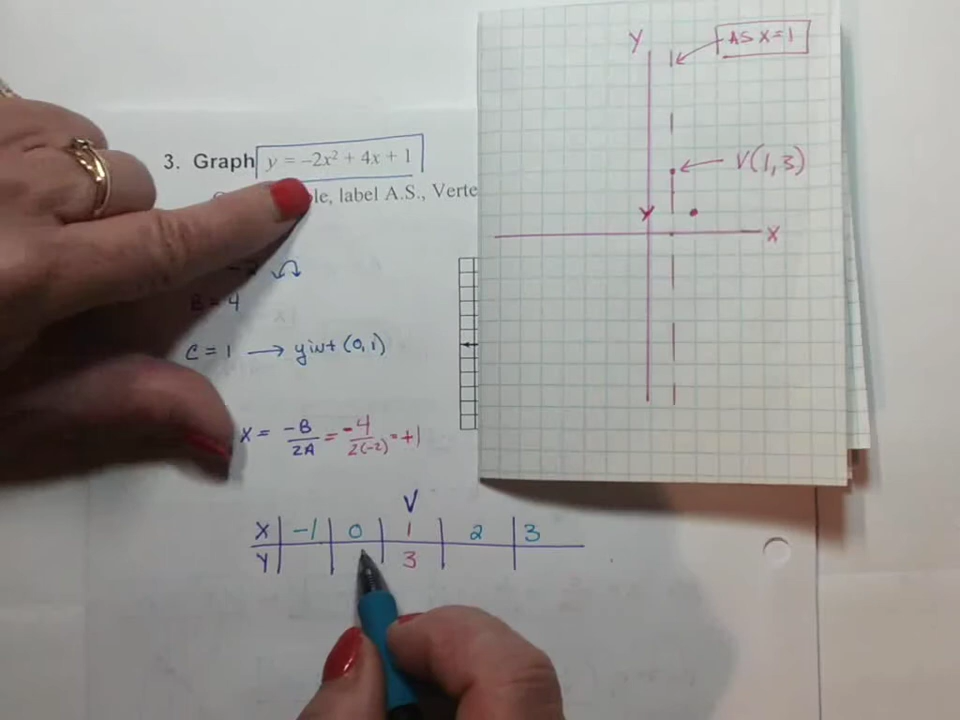 3. Graph y = –2x² + 4x + 1
label A.S., Verte
B = 4
C = 1 → yint (0,1)
X = -B/2A = -4/2(-2) = +1
V
X | -1 | 0 | 1 | 2 | 3
Y | | | 3 | |
Y
AS X=1
V(1,3)
X